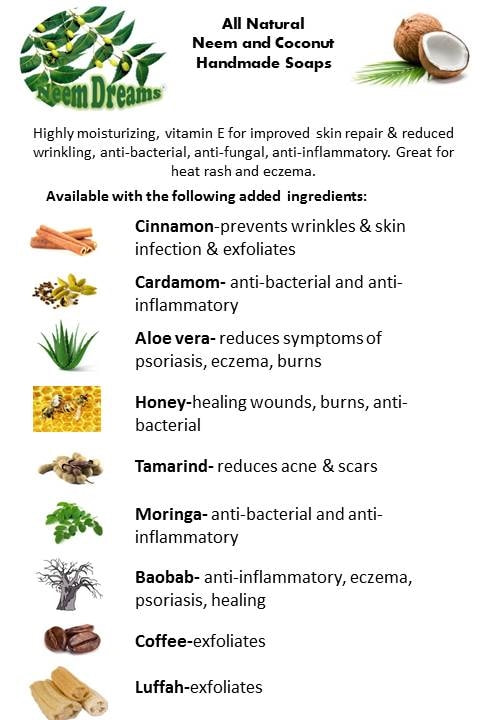 All Natural
Neem and Coconut
Handmade Soaps
Neem Dreams
Highly moisturizing, vitamin E for improved skin repair & reduced
wrinkling, anti-bacterial, anti-fungal, anti-inflammatory. Great for
heat rash and eczema.
Available with the following added ingredients:
Cinnamon-prevents wrinkles & skin
infection & exfoliates
Cardamom- anti-bacterial and anti-
inflammatory
Aloe vera- reduces symptoms of
psoriasis, eczema, burns
Honey-healing wounds, burns, anti-
bacterial
Tamarind- reduces acne & scars
Moringa- anti-bacterial and anti-
inflammatory
Baobab- anti-inflammatory, eczema,
psoriasis, healing
Coffee-exfoliates
Luffah-exfoliates